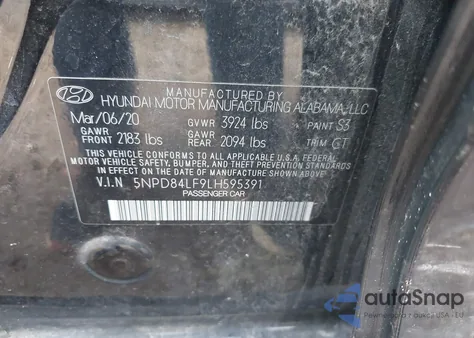 MANUFACTURED BY
HYUNDAI MOTOR MANUFACTURING ALABAMA, LLC
Mar/06/20 GVWR 3924 lbs PAINT S3
GAWR FRONT 2183 lbs GAWR REAR 2094 lbs TRIM GT
THIS VEHICLE CONFORMS TO ALL APPLICABLE U.S.A. FEDERAL
MOTOR VEHICLE SAFETY, BUMPER, AND THEFT PREVENTION STANDARDS
IN EFFECT ON THE DATE OF MANUFACTURE SHOWN ABOVE.
V.I.N 5NPD84LF9LH595391
PASSENGER CAR
autoSnap
USA